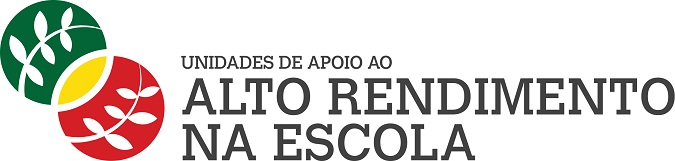 UNIDADES DE APOIO AO
ALTO RENDIMENTO
NA ESCOLA